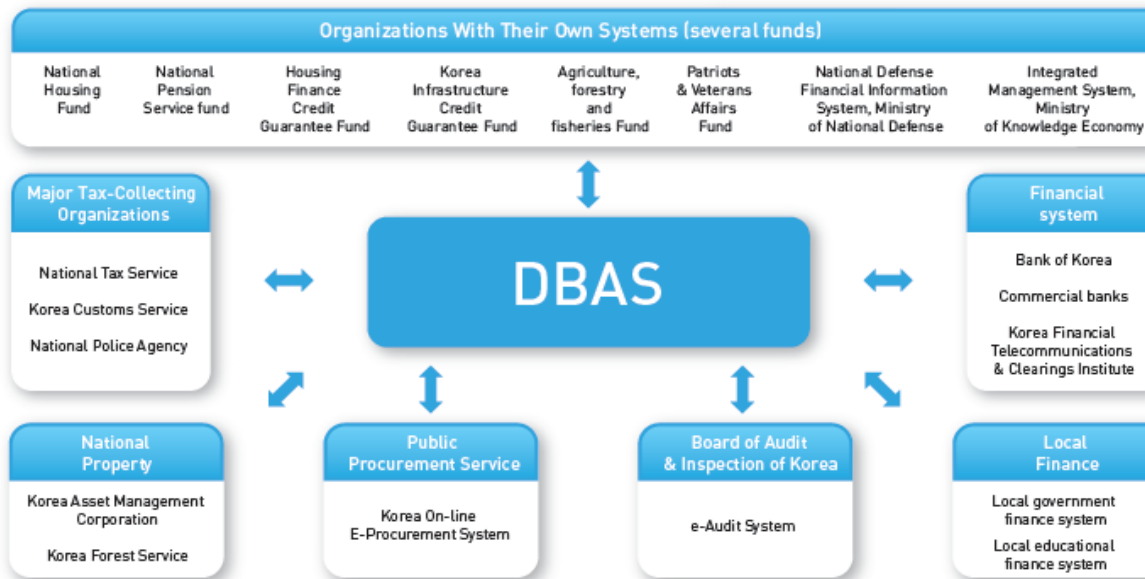 Organizations With Their Own Systems (several funds)
National
Housing
Fund
National
Pension
Service fund
Housing
Finance
Credit
Guarantee Fund
Korea
Infrastructure
Credit
Guarantee Fund
Agriculture,
forestry
and
fisheries Fund
Patriots
& Veterans
Affairs
Fund
National Defense
Financial Information
System, Ministry
of National Defense
Integrated
Management System,
Ministry
of Knowledge Economy
Major Tax-Collecting
Organizations
National Tax Service
Korea Customs Service
National Police Agency
DBAS
Financial
system
Bank of Korea
Commercial banks
Korea Financial
Telecommunications
& Clearings Institute
National
Property
Korea Asset Management
Corporation
Korea Forest Service
Public
Procurement Service
Korea On-line
E-Procurement System
Board of Audit
& Inspection of Korea
e-Audit System
Local
Finance
Local government
finance system
Local educational
finance system